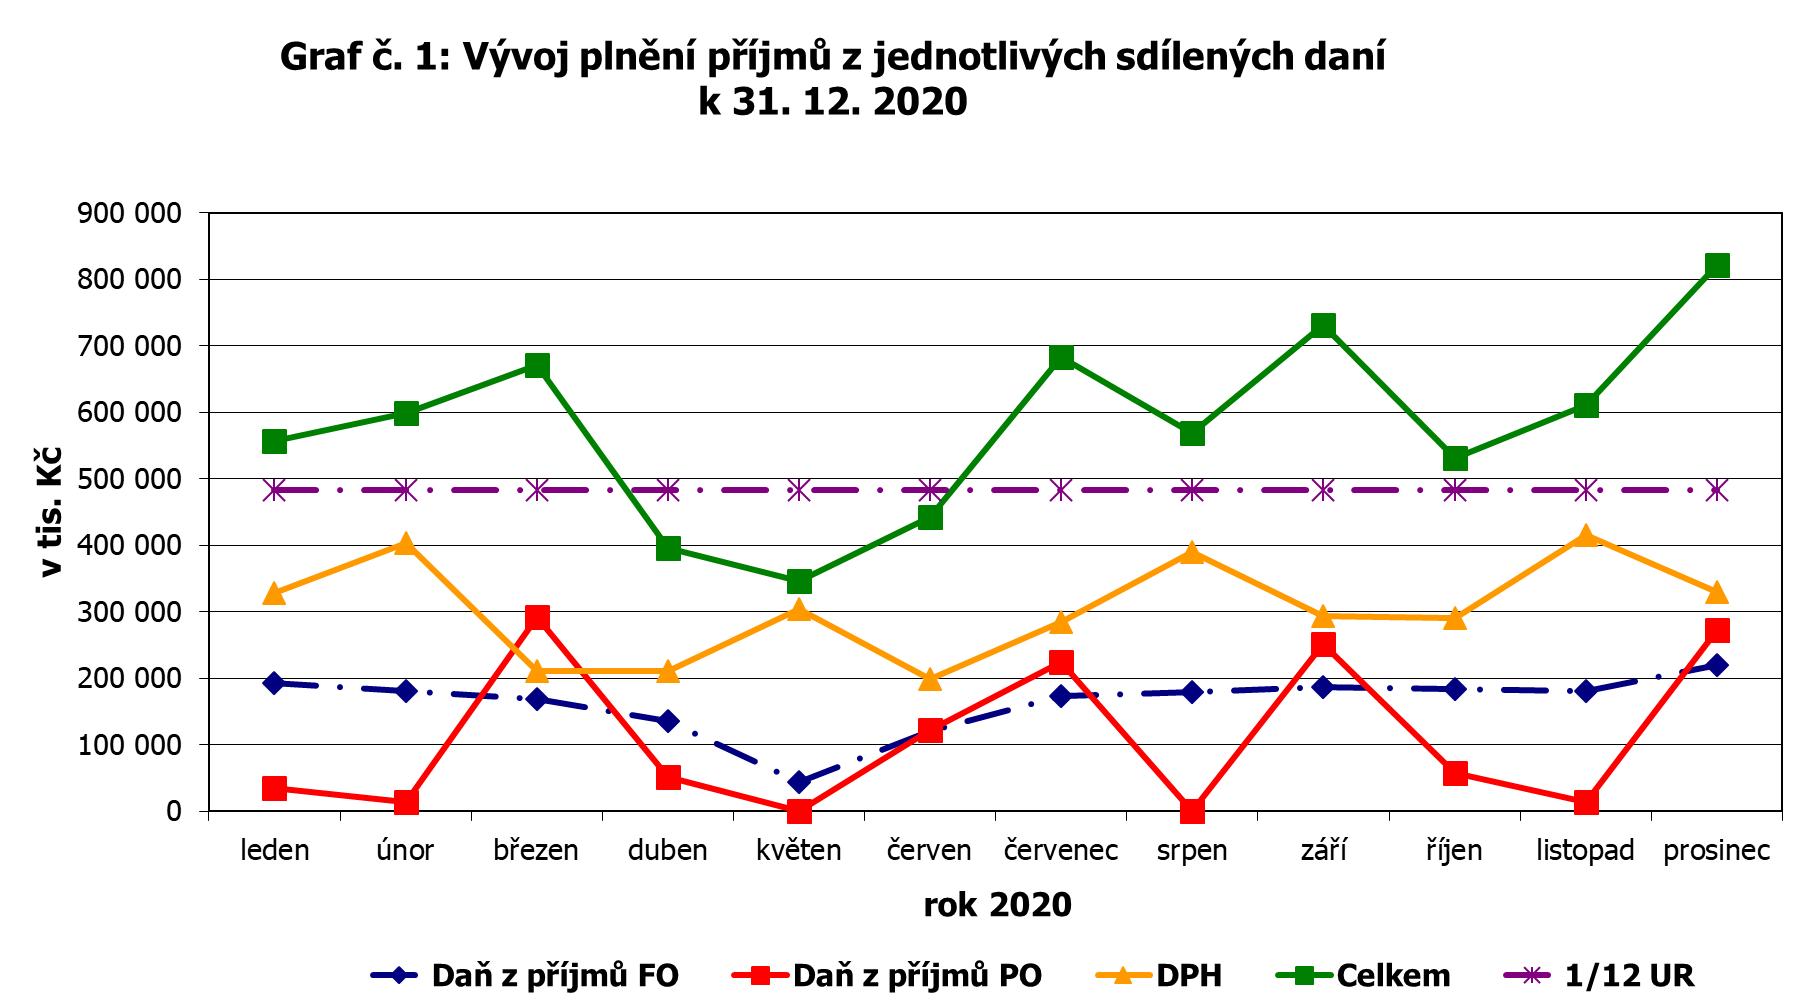 Graf č. 1: Vývoj plnění příjmů z jednotlivých sdílených daní
k 31. 12. 2020
v tis. Kč
900 000
800 000
700 000
600 000
500 000
400 000
300 000
200 000
100 000
0
leden únor březen duben květen červen červenec srpen září říjen listopad prosinec
rok 2020
Daň z příjmů FO Daň z příjmů PO DPH Celkem 1/12 UR